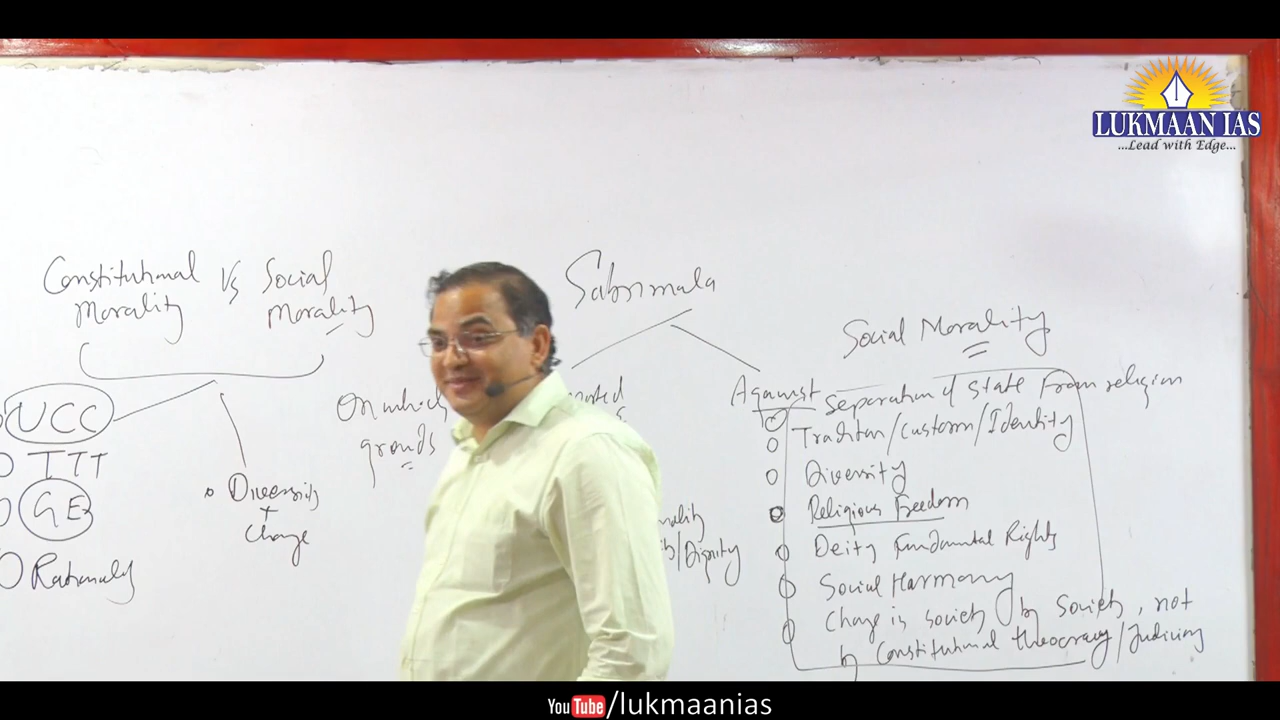 LUKMAAN IAS
...Lead with Edge...
Constitutional Vs Social
Morality Morality
UCC
TTT
GE
Rationality
Diversity
+
Change
On which
grounds
Sabrimala
Social Morality
Against
Separation of State from religion
Tradition/Custom/Identity
Diversity
Religious Freedom
Deity Fundamental Rights
Social Harmony
Change in society by Society, not
by Constitutional theocracy/Judiciary
/Dignity
YouTube/lukmaanias